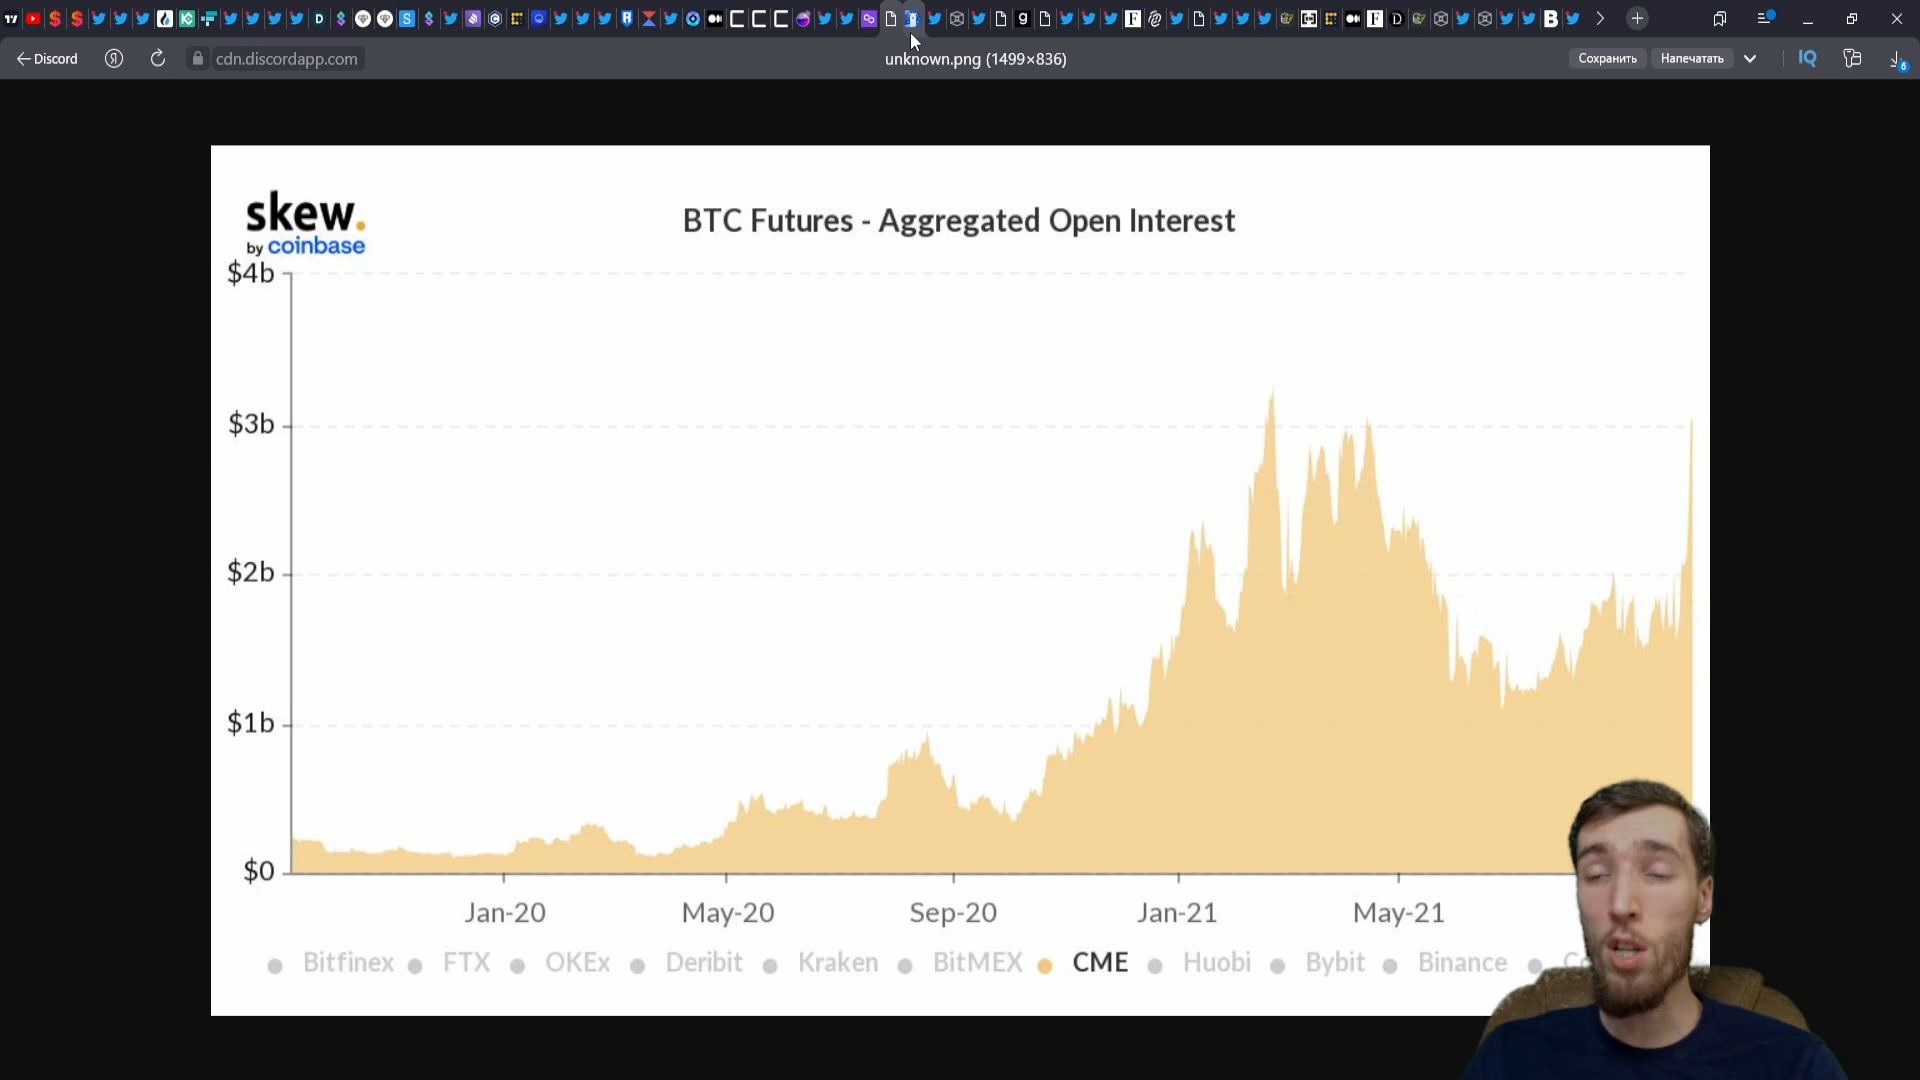 Discord
cdn.discordapp.com
unknown.png (1499×836)
Сохранить
Напечатать
IQ
6
skew.
by coinbase
BTC Futures - Aggregated Open Interest
$4b
$3b
$2b
$1b
$0
Jan-20
May-20
Sep-20
Jan-21
May-21
Bitfinex
FTX
OKEx
Deribit
Kraken
BitMEX
CME
Huobi
Bybit
Binance